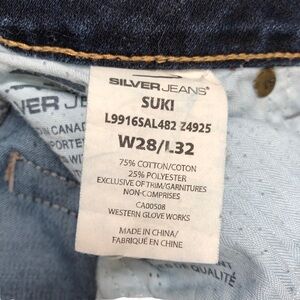 SILVER JEANS
SUKI
L9916SAL482 Z4925
W28/L32
75% COTTON/COTON
25% POLYESTER
EXCLUSIVE OF TRIM/GARNITURES
NON-COMPRISES
CA00508
WESTERN GLOVE WORKS
MADE IN CHINA/
FABRIQUÉ EN CHINE
QUALITÉ